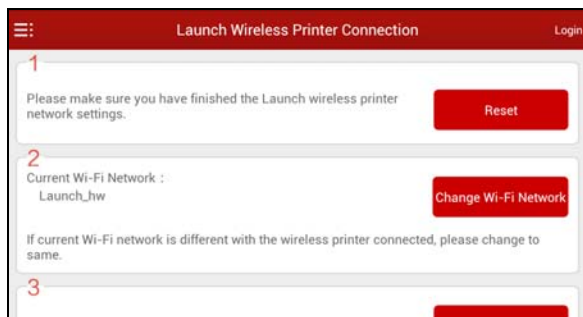 Launch Wireless Printer Connection
Login
1
Please make sure you have finished the Launch wireless printer
network settings.
Reset
2
Current Wi-Fi Network :
Launch_hw
Change Wi-Fi Network
If current Wi-Fi network is different with the wireless printer connected, please change to
same.
3